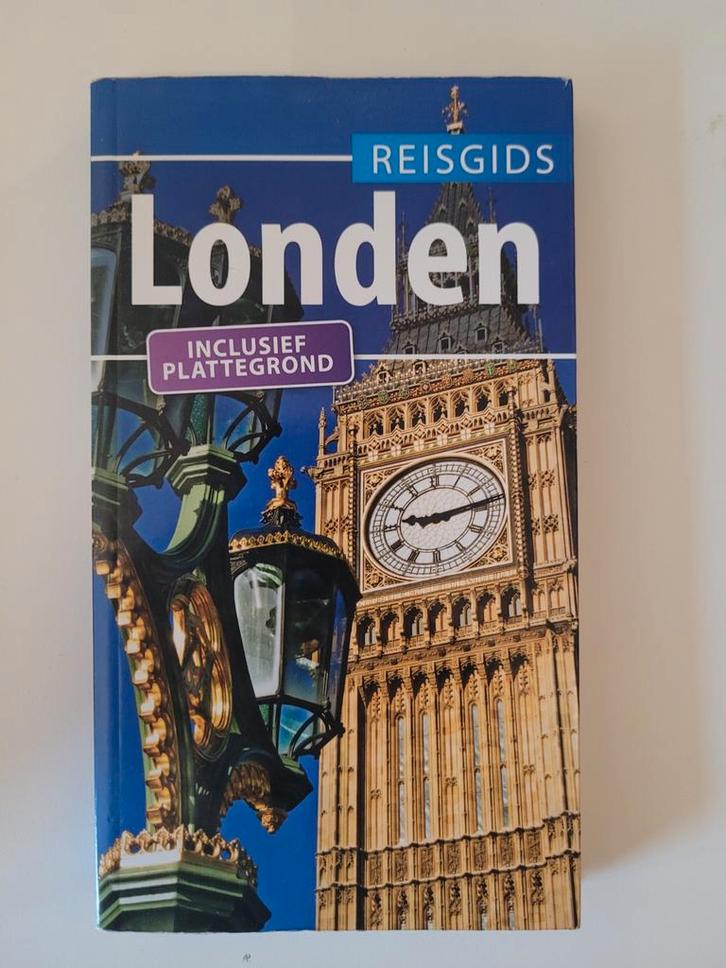 REISGIDS
Londen
INCLUSIEF
PLATTEGROND